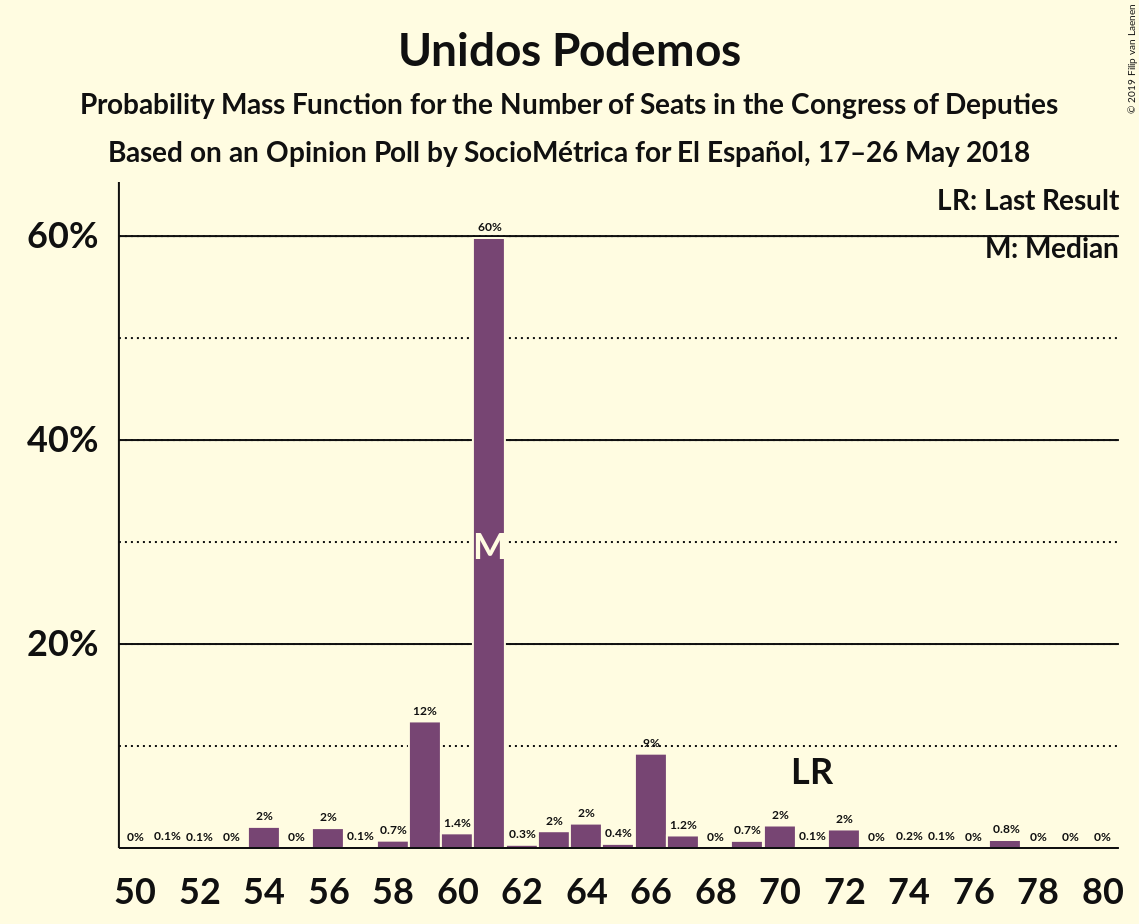 Unidos Podemos
Probability Mass Function for the Number of Seats in the Congress of Deputies
Based on an Opinion Poll by SocioMétrica for El Español, 17–26 May 2018
© 2019 Filip van Laenen
LR: Last Result
M: Median
60%
40%
20%
0% 0.1% 0.1% 0% 2% 0% 2% 0.1% 0.7% 12% 1.4% 60% 0.3% 2% 2% 0.4% 9% 1.2% 0% 0.7% 2% 0.1% 2% 0% 0.2% 0.1% 0% 0.8% 0% 0% 0%
M
LR
50 52 54 56 58 60 62 64 66 68 70 72 74 76 78 80